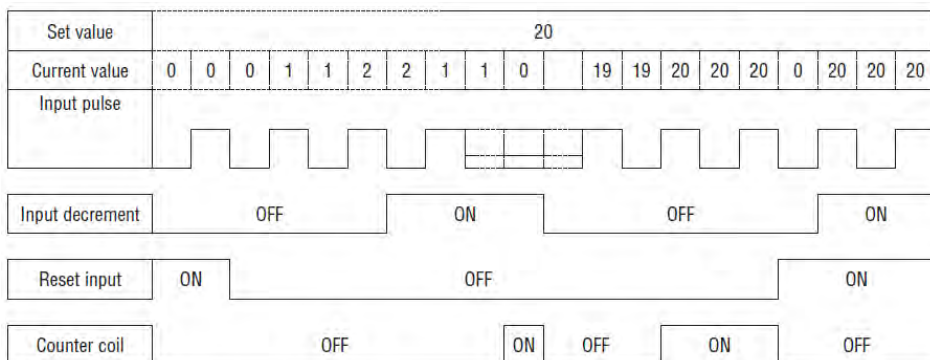 Set value 20
Current value 0 0 0 1 1 2 2 1 1 0 19 19 20 20 20 0 20 20 20
Input pulse
Input decrement OFF ON OFF ON
Reset input ON OFF ON
Counter coil OFF ON OFF ON OFF